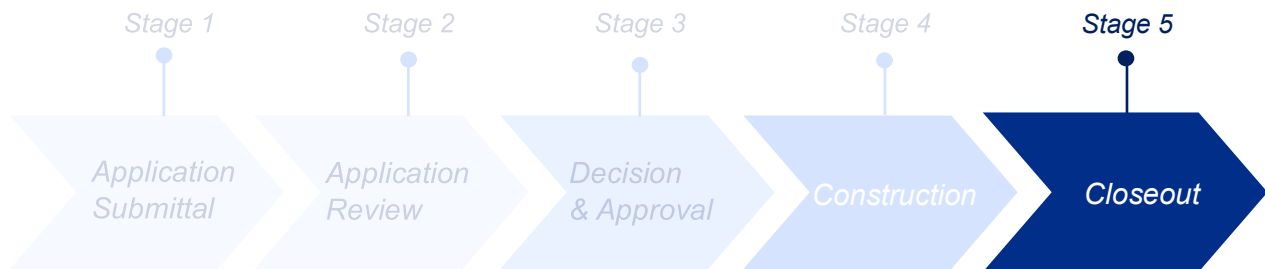 Stage 1
Stage 2
Stage 3
Stage 4
Stage 5
Application
Submittal
Application
Review
Decision
& Approval
Construction
Closeout